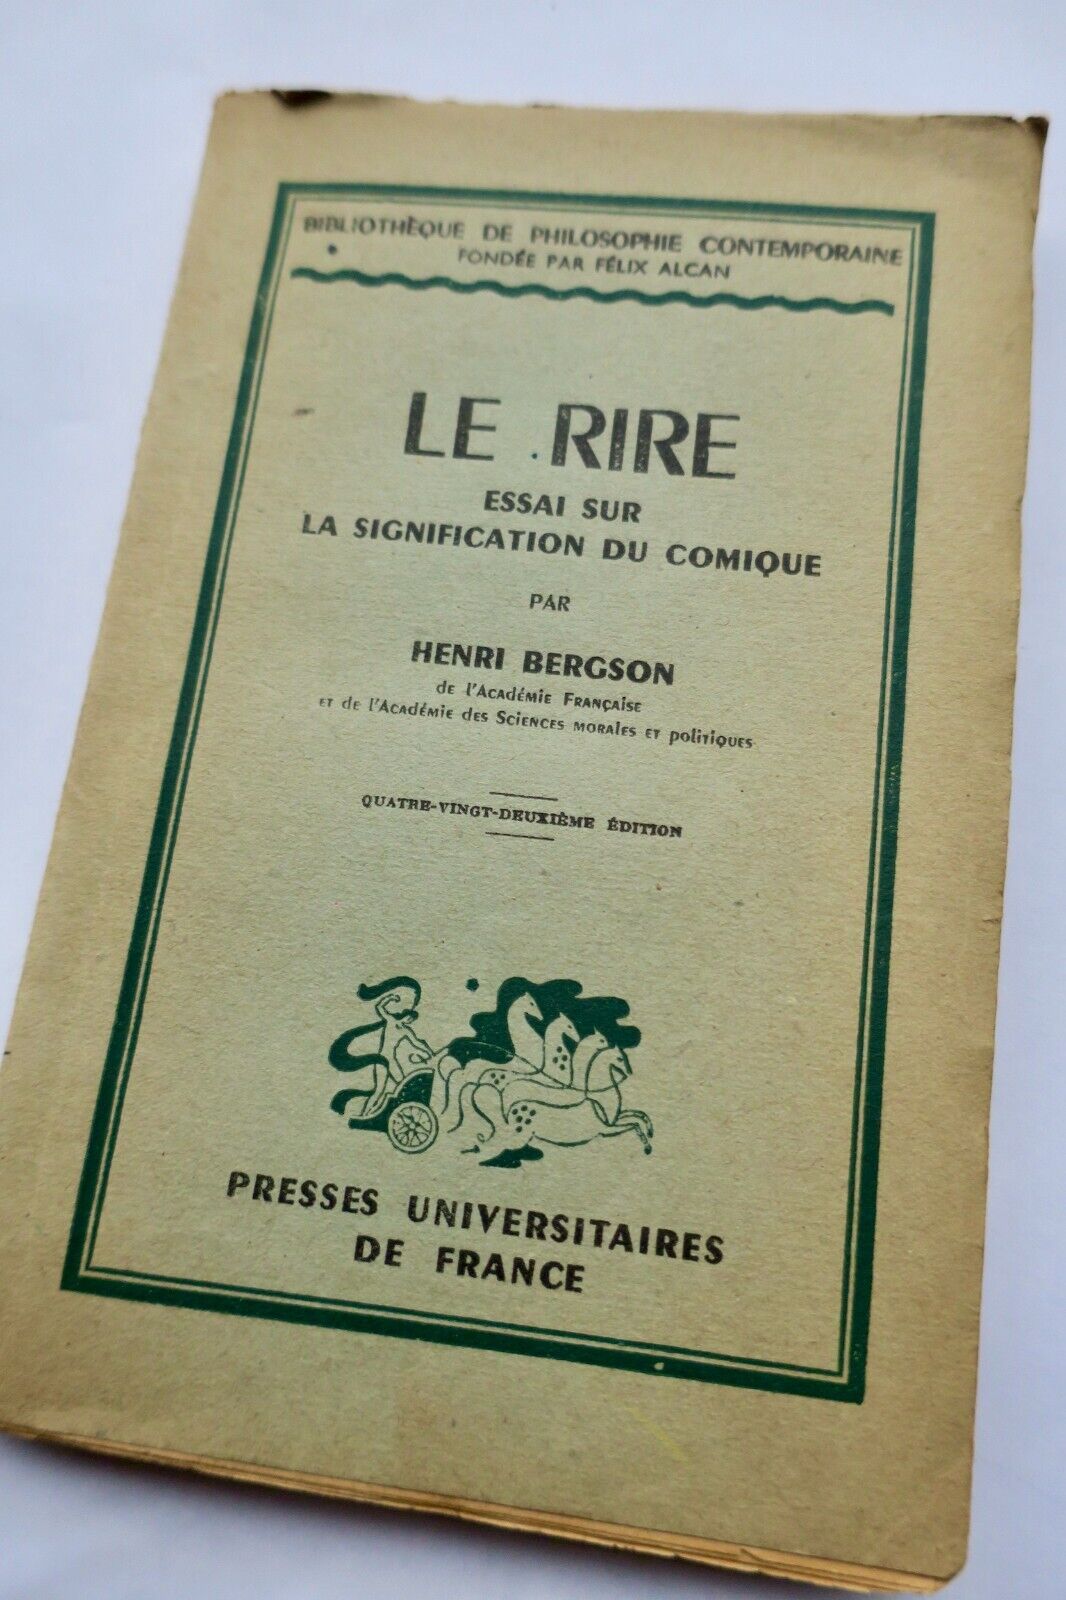 BIBLIOTHÈQUE DE PHILOSOPHIE CONTEMPORAINE
FONDÉE PAR FÉLIX ALCAN
LE RIRE
ESSAI SUR
LA SIGNIFICATION DU COMIQUE
PAR
HENRI BERGSON
de l'Académie Française
et de l'Académie des Sciences morales et politiques
QUATRE-VINGT-DEUXIÈME ÉDITION
PRESSES UNIVERSITAIRES
DE FRANCE